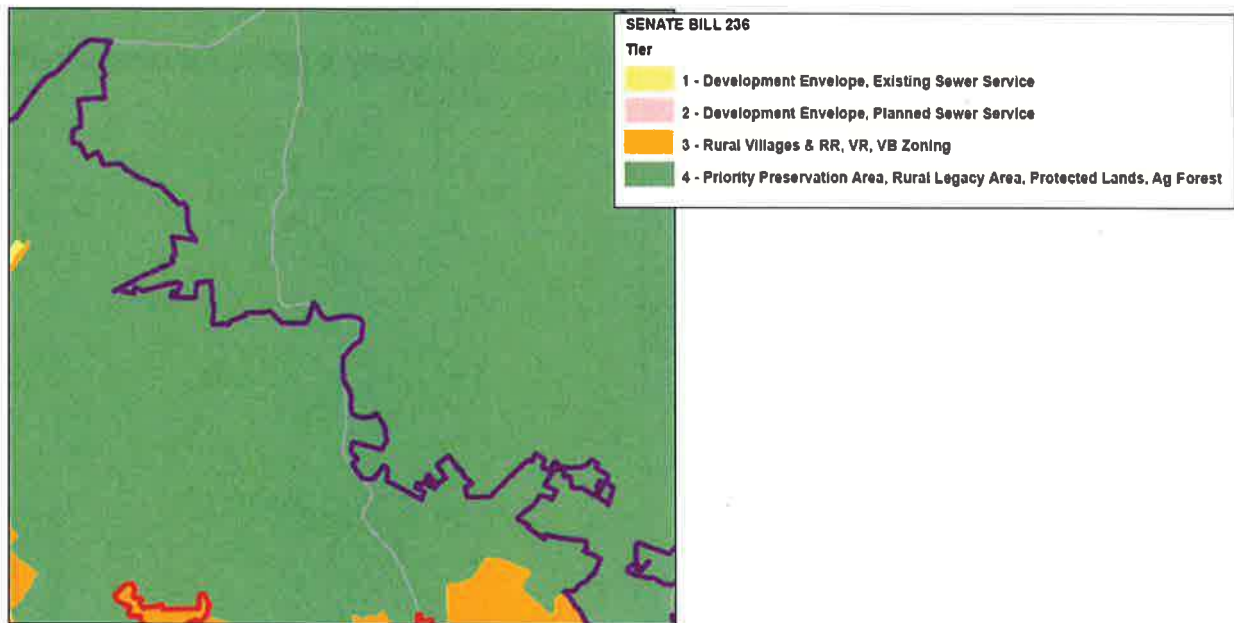 SENATE BILL 236
Tier
1 - Development Envelope, Existing Sewer Service
2 - Development Envelope, Planned Sewer Service
3 - Rural Villages & RR, VR, VB Zoning
4 - Priority Preservation Area, Rural Legacy Area, Protected Lands, Ag Forest